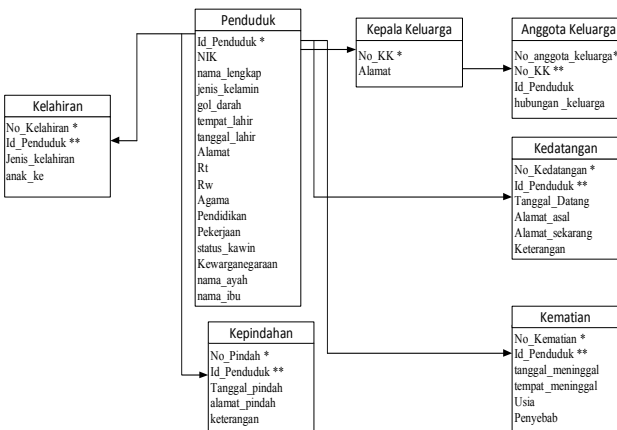 Penduduk
Id_Penduduk *
NIK
nama_lengkap
jenis_kelamin
gol_darah
tempat_lahir
tanggal_lahir
Alamat
Rt
Rw
Agama
Pendidikan
Pekerjaan
status_kawin
Kewarganegaraan
nama_ayah
nama_ibu
Kepala Keluarga
No_KK *
Alamat
Anggota Keluarga
No_anggota_keluarga*
No_KK **
Id_Penduduk
hubungan _keluarga
Kelahiran
No_Kelahiran *
Id_Penduduk **
Jenis_kelahiran
anak_ke
Kedatangan
No_Kedatangan *
Id_Penduduk **
Tanggal_Datang
Alamat_asal
Alamat_sekarang
Keterangan
Kepindahan
No_Pindah *
Id_Penduduk **
Tanggal_pindah
alamat_pindah
keterangan
Kematian
No_Kematian *
Id_Penduduk **
tanggal_meninggal
tempat_meninggal
Usia
Penyebab